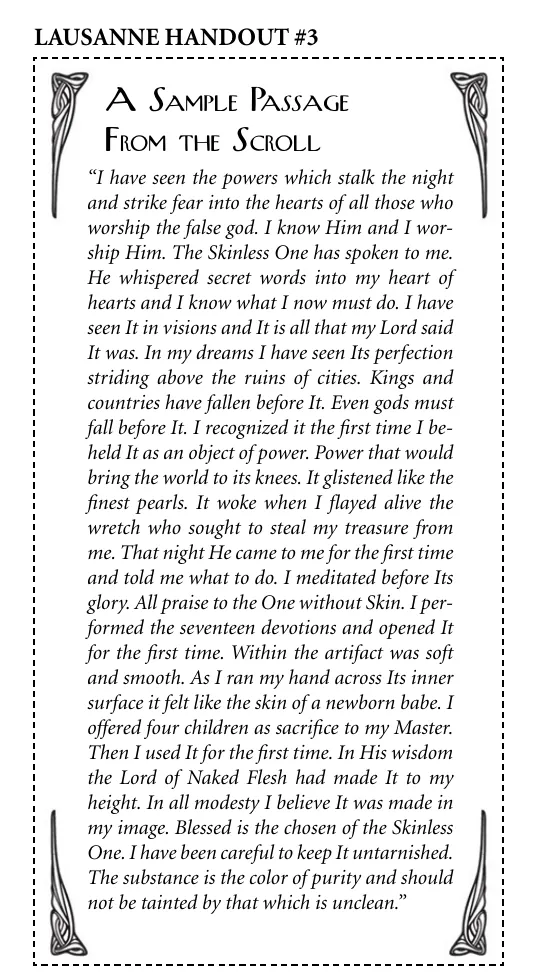 LAUSANNE HANDOUT #3
A Sample Passage
From the Scroll
“I have seen the powers which stalk the night
and strike fear into the hearts of all those who
worship the false god. I know Him and I wor-
ship Him. The Skinless One has spoken to me.
He whispered secret words into my heart of
hearts and I know what I now must do. I have
seen It in visions and It is all that my Lord said
It was. In my dreams I have seen Its perfection
striding above the ruins of cities. Kings and
countries have fallen before It. Even gods must
fall before It. I recognized it the first time I be-
held It as an object of power. Power that would
bring the world to its knees. It glistened like the
finest pearls. It woke when I flayed alive the
wretch who sought to steal my treasure from
me. That night He came to me for the first time
and told me what to do. I meditated before Its
glory. All praise to the One without Skin. I per-
formed the seventeen devotions and opened It
for the first time. Within the artifact was soft
and smooth. As I ran my hand across Its inner
surface it felt like the skin of a newborn babe. I
offered four children as sacrifice to my Master.
Then I used It for the first time. In His wisdom
the Lord of Naked Flesh had made It to my
height. In all modesty I believe It was made in
my image. Blessed is the chosen of the Skinless
One. I have been careful to keep It untarnished.
The substance is the color of purity and should
not be tainted by that which is unclean.”